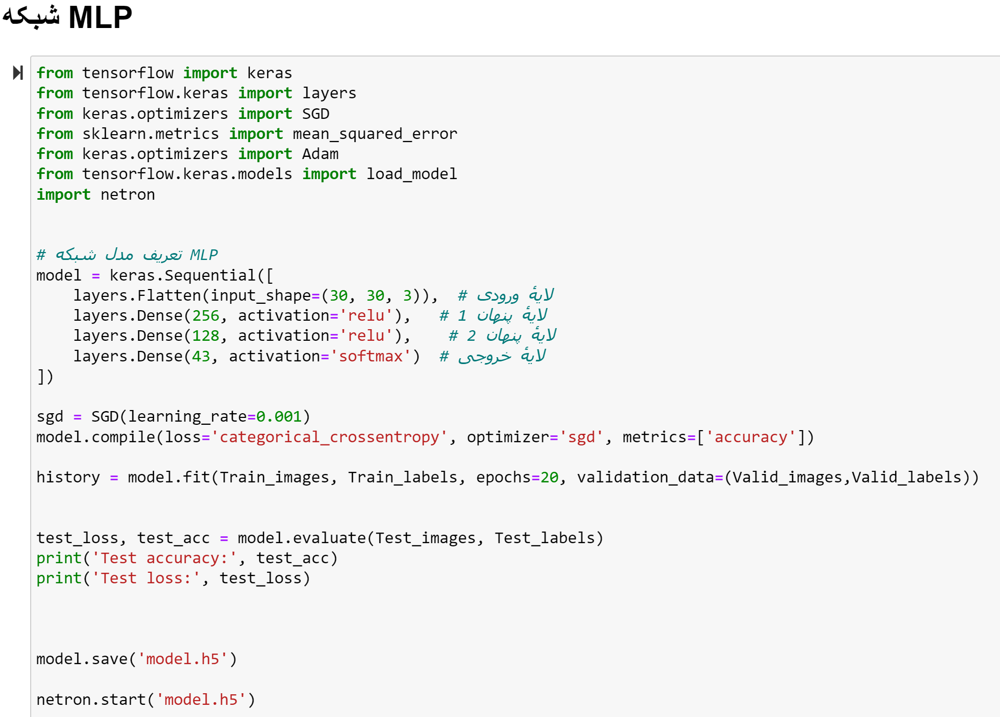 شبکه MLP
from tensorflow import keras
from tensorflow.keras import layers
from keras.optimizers import SGD
from sklearn.metrics import mean_squared_error
from keras.optimizers import Adam
from tensorflow.keras.models import load_model
import netron
# تعریف مدل شبکه MLP
model = keras.Sequential([
    layers.Flatten(input_shape=(30, 30, 3)),  # لایهٔ ورودی
    layers.Dense(256, activation='relu'),   # لایهٔ پنهان 1
    layers.Dense(128, activation='relu'),    # لایهٔ پنهان 2
    layers.Dense(43, activation='softmax')  # لایهٔ خروجی
])
sgd = SGD(learning_rate=0.001)
model.compile(loss='categorical_crossentropy', optimizer='sgd', metrics=['accuracy'])
history = model.fit(Train_images, Train_labels, epochs=20, validation_data=(Valid_images,Valid_labels))
test_loss, test_acc = model.evaluate(Test_images, Test_labels)
print('Test accuracy:', test_acc)
print('Test loss:', test_loss)
model.save('model.h5')
netron.start('model.h5')